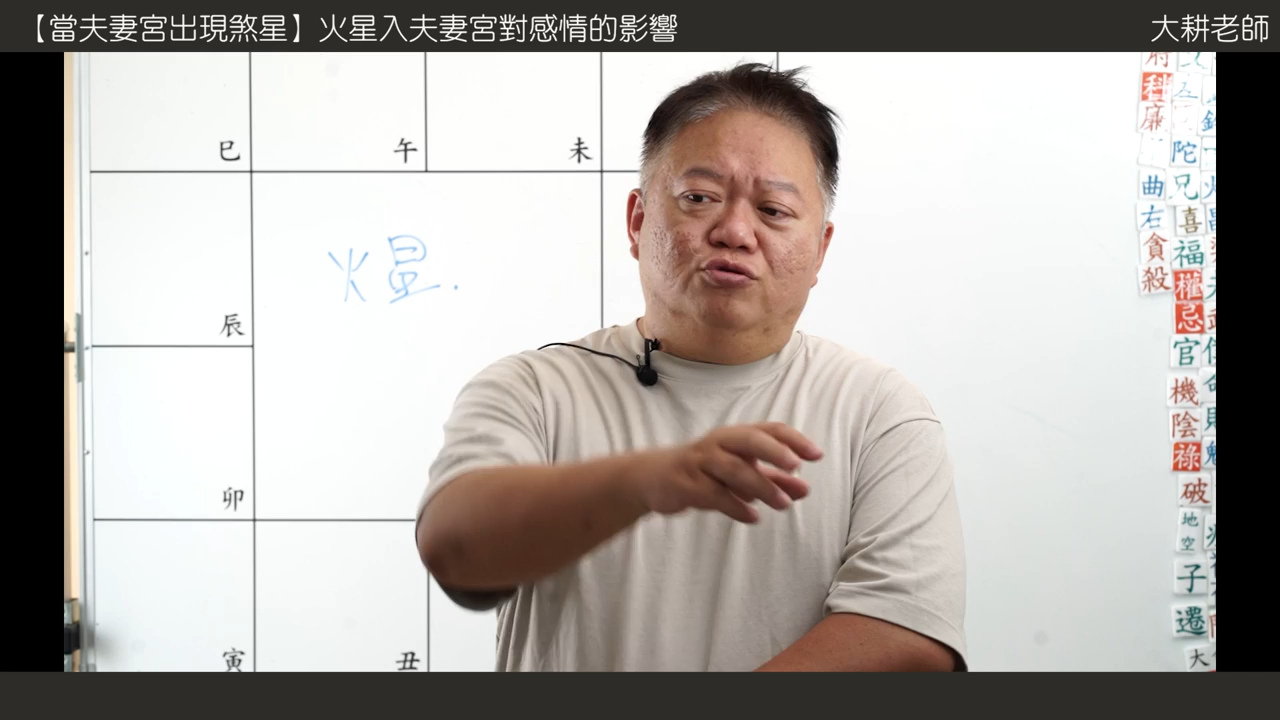 【當夫妻宮出現煞星】火星入夫妻宮對感情的影響
大耕老師
巳
午
未
火星.
辰
卯
寅
丑
科
廉
陀
曲
兄
右
喜
貪
福
殺
權
忌
官
機
陰
祿
破
地空
子
遷
大